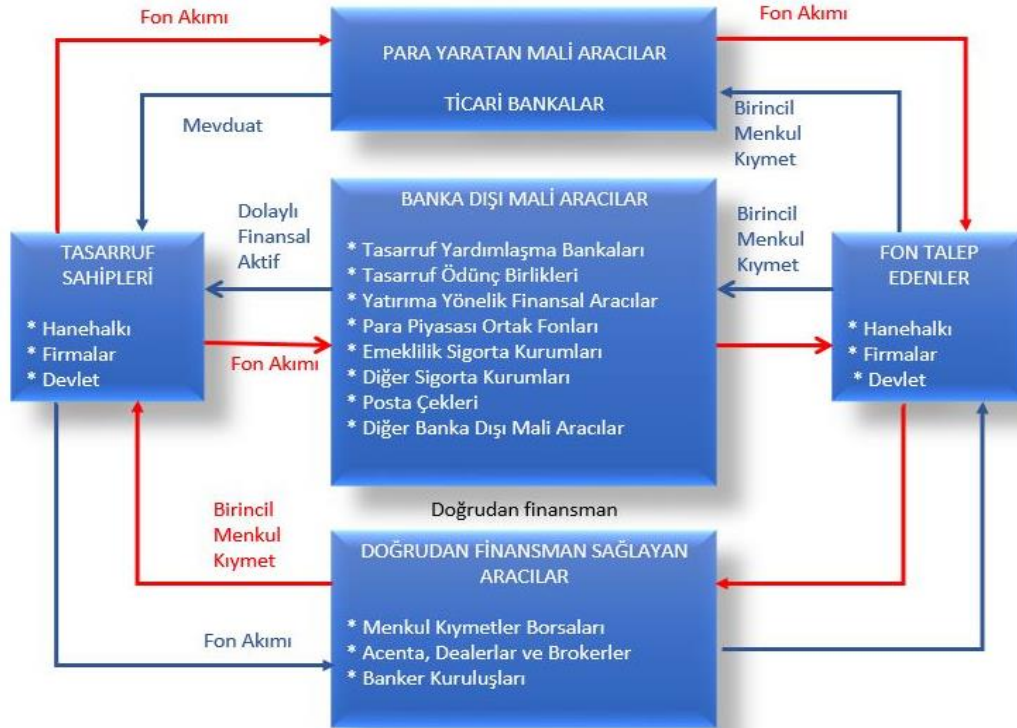 Fon Akımı
Fon Akımı
PARA YARATAN MALİ ARACILAR
TİCARİ BANKALAR
Mevduat
Birincil
Menkul
Kıymet
Dolaylı
Finansal
Aktif
BANKA DIŞI MALİ ARACILAR
* Tasarruf Yardımlaşma Bankaları
* Tasarruf Ödünç Birlikleri
* Yatırıma Yönelik Finansal Aracılar
* Para Piyasası Ortak Fonları
* Emeklilik Sigorta Kurumları
* Diğer Sigorta Kurumları
* Posta Çekleri
* Diğer Banka Dışı Mali Aracılar
Birincil
Menkul
Kıymet
TASARRUF
SAHİPLERİ
* Hanehalkı
* Firmalar
* Devlet
Fon Akımı
FON TALEP
EDENLER
* Hanehalkı
* Firmalar
* Devlet
Birincil
Menkul
Kıymet
Doğrudan finansman
DOĞRUDAN FİNANSMAN SAĞLAYAN
ARACILAR
* Menkul Kıymetler Borsaları
* Acenta, Dealerlar ve Brokerler
* Banker Kuruluşları
Fon Akımı